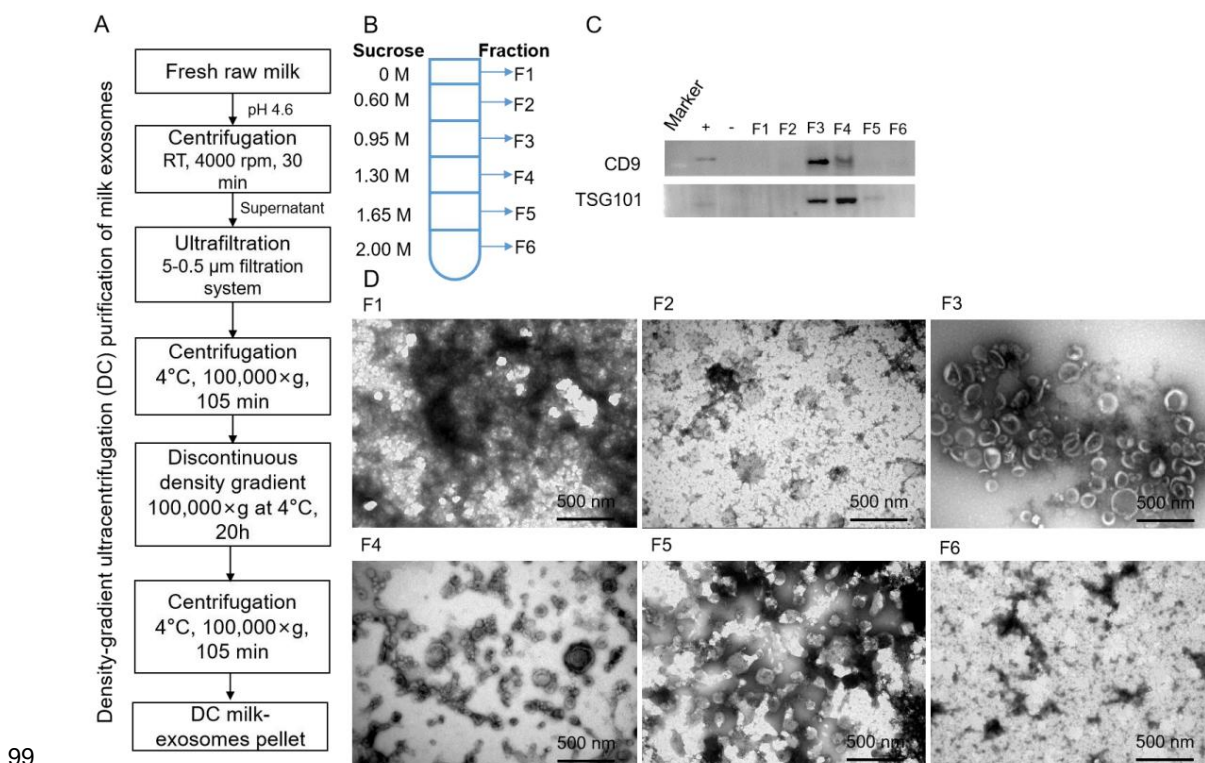 A
Density-gradient ultracentrifugation (DC) purification of milk exosomes
Fresh raw milk
pH 4.6
Centrifugation
RT, 4000 rpm, 30
min
Supernatant
Ultrafiltration
5-0.5 µm filtration
system
Centrifugation
4°C, 100,000×g,
105 min
Discontinuous
density gradient
100,000×g at 4°C,
20h
Centrifugation
4°C, 100,000×g,
105 min
DC milk-
exosomes pellet
B
Sucrose Fraction
0 M F1
0.60 M F2
0.95 M F3
1.30 M F4
1.65 M F5
2.00 M F6
C
Marker + - F1 F2 F3 F4 F5 F6
CD9
TSG101
D
F1 F2 F3
500 nm 500 nm 500 nm
F4 F5 F6
500 nm 500 nm 500 nm
99